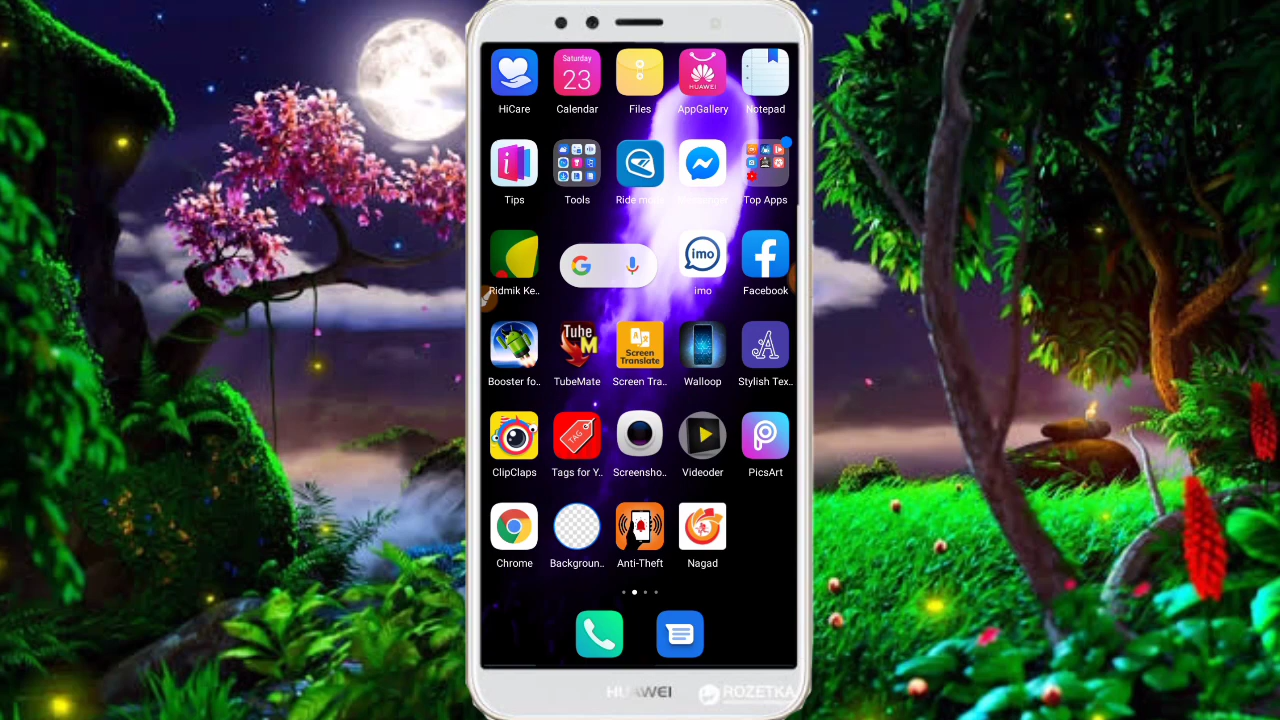 Saturday
23
HUAWEI
HiCare
Calendar
Files
AppGallery
Notepad
Tips
Tools
Ride mo
Top Apps
imo
Ridmik Ke..
imo
Facebook
Tube
M
Screen
Translate
Booster fo..
TubeMate
Screen Tra..
Walloop
Stylish Tex..
TAG
ClipClaps
Tags for Y..
Screensho..
Videoder
PicsArt
Chrome
Backgroun..
Anti-Theft
Nagad
HUAWEI
ROZETKA